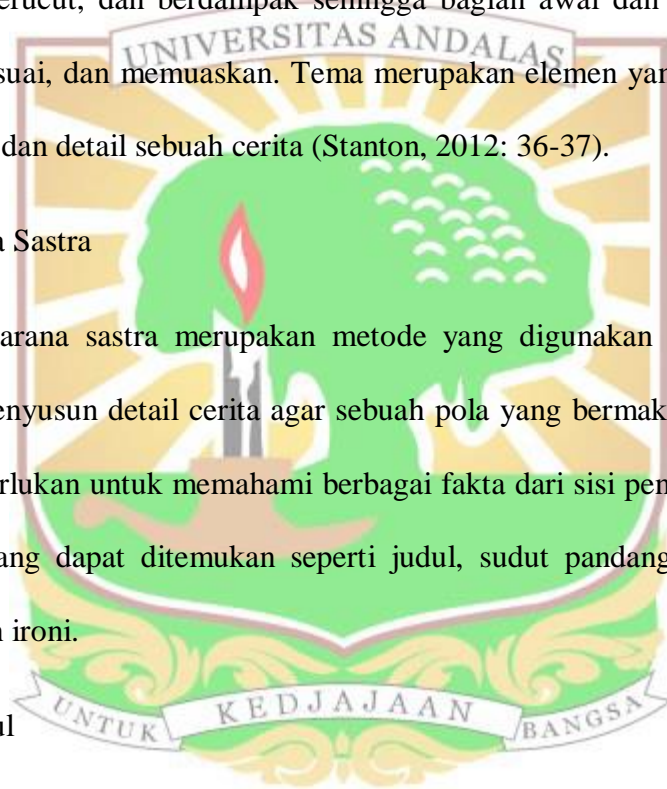 erucut, dan berdampak sehingga bagian awal dan
UNIVERSITAS ANDALAS
suai, dan memuaskan. Tema merupakan elemen yan
dan detail sebuah cerita (Stanton, 2012: 36-37).
a Sastra
arana sastra merupakan metode yang digunakan
enyusun detail cerita agar sebuah pola yang bermak
rlukan untuk memahami berbagai fakta dari sisi pen
ang dapat ditemukan seperti judul, sudut pandang
n ironi.
UNTUK KEDJAJAAN BANGSA
ul